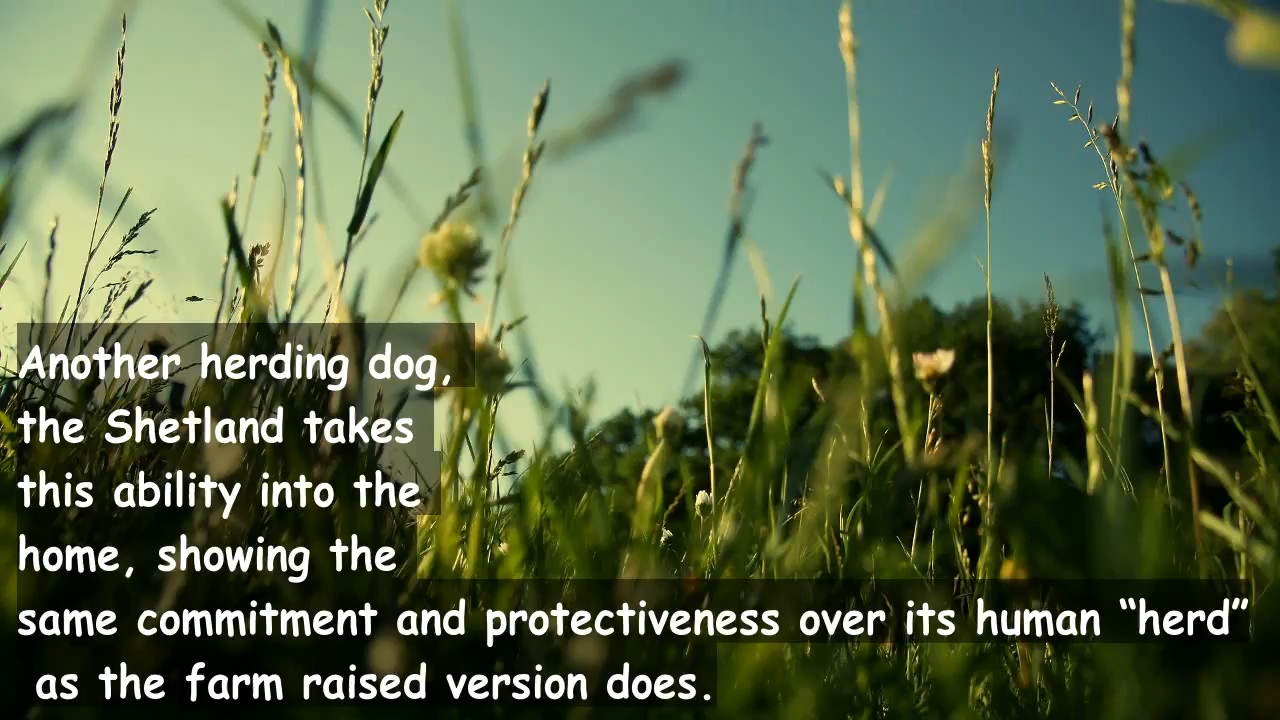 Another herding dog,
the Shetland takes
this ability into the
home, showing the
same commitment and protectiveness over its human “herd”
as the farm raised version does.